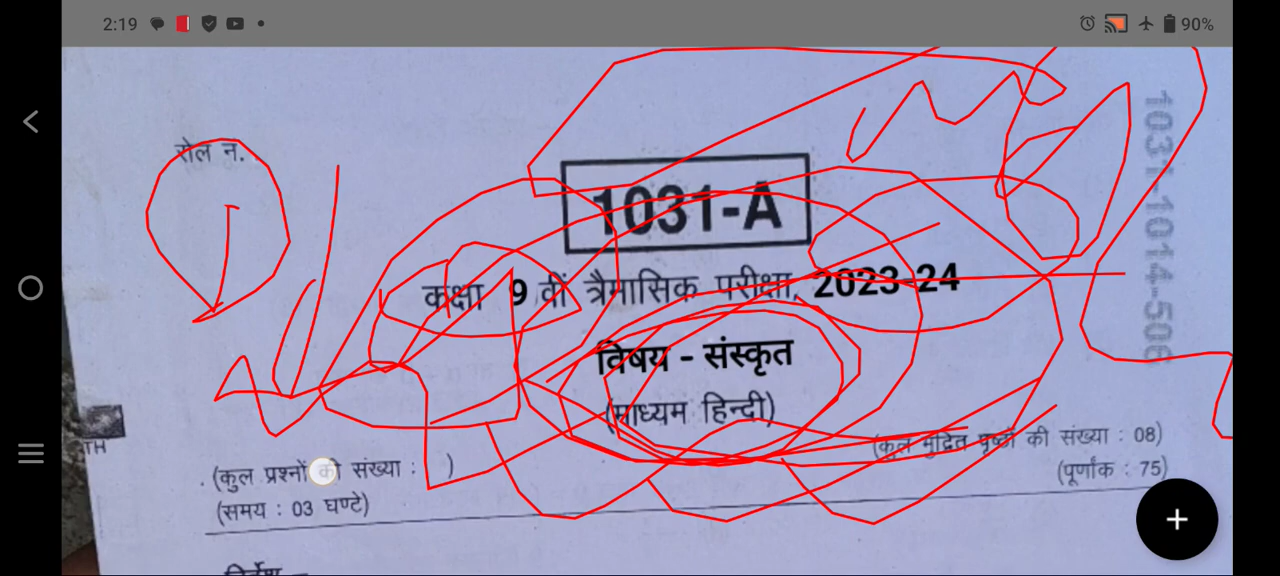 2:19
90%
रोल न.
1031-A
1031-1014-506
कक्षा 9 वीं त्रैमासिक परीक्षा, 2023-24
विषय - संस्कृत
(माध्यम हिन्दी)
(कुल मुद्रित पृष्ठों की संख्या : 08)
(कुल प्रश्नों की संख्या : )
(पूर्णांक : 75)
(समय : 03 घण्टे)
TH
निर्देश -